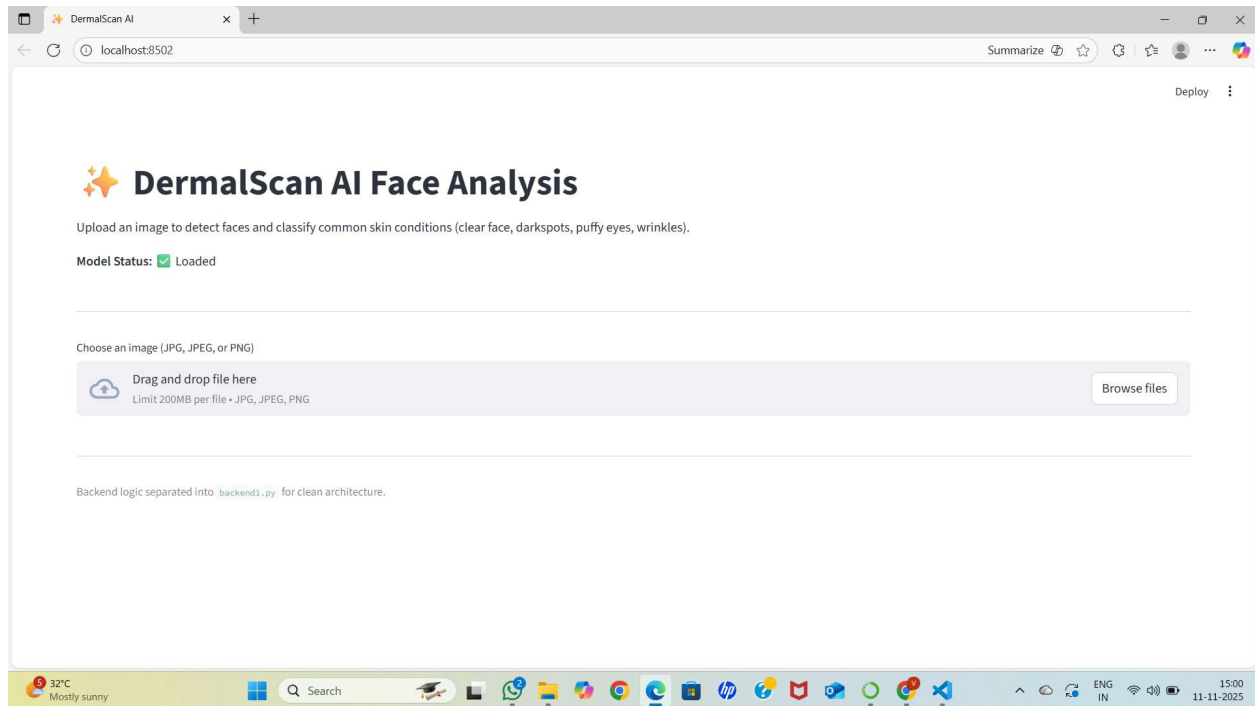 DermalScan AI
localhost:8502
Summarize
Deploy
DermalScan AI Face Analysis
Upload an image to detect faces and classify common skin conditions (clear face, darkspots, puffy eyes, wrinkles).
Model Status: ✅ Loaded
Choose an image (JPG, JPEG, or PNG)
Drag and drop file here
Limit 200MB per file • JPG, JPEG, PNG
Browse files
Backend logic separated into backend1.py for clean architecture.
5
32°C
Mostly sunny
Search
2
hp
V
ENG
IN
15:00
11-11-2025